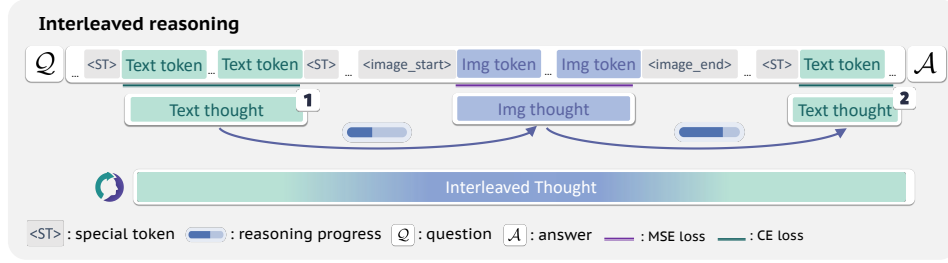 Interleaved reasoning
Q ... <ST> Text token ... Text token <ST> ... <image_start> Img token ... Img token <image_end> ... <ST> Text token ... A
Text thought 1 Img thought Text thought 2
Interleaved Thought
<ST> : special token : reasoning progress Q : question A : answer : MSE loss : CE loss